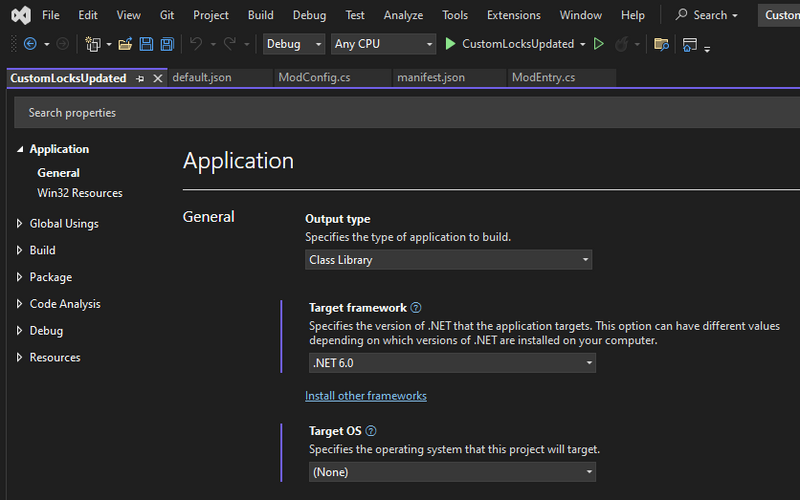 File Edit View Git Project Build Debug Test Analyze Tools Extensions Window Help Search Custom
Debug Any CPU CustomLocksUpdated
CustomLocksUpdated default.json ModConfig.cs manifest.json ModEntry.cs
Search properties
Application
General
Win32 Resources
Global Usings
Build
Package
Code Analysis
Debug
Resources
Application
General
Output type
Specifies the type of application to build.
Class Library
Target framework
Specifies the version of .NET that the application targets. This option can have different values
depending on which versions of .NET are installed on your computer.
.NET 6.0
Install other frameworks
Target OS
Specifies the operating system that this project will target.
(None)